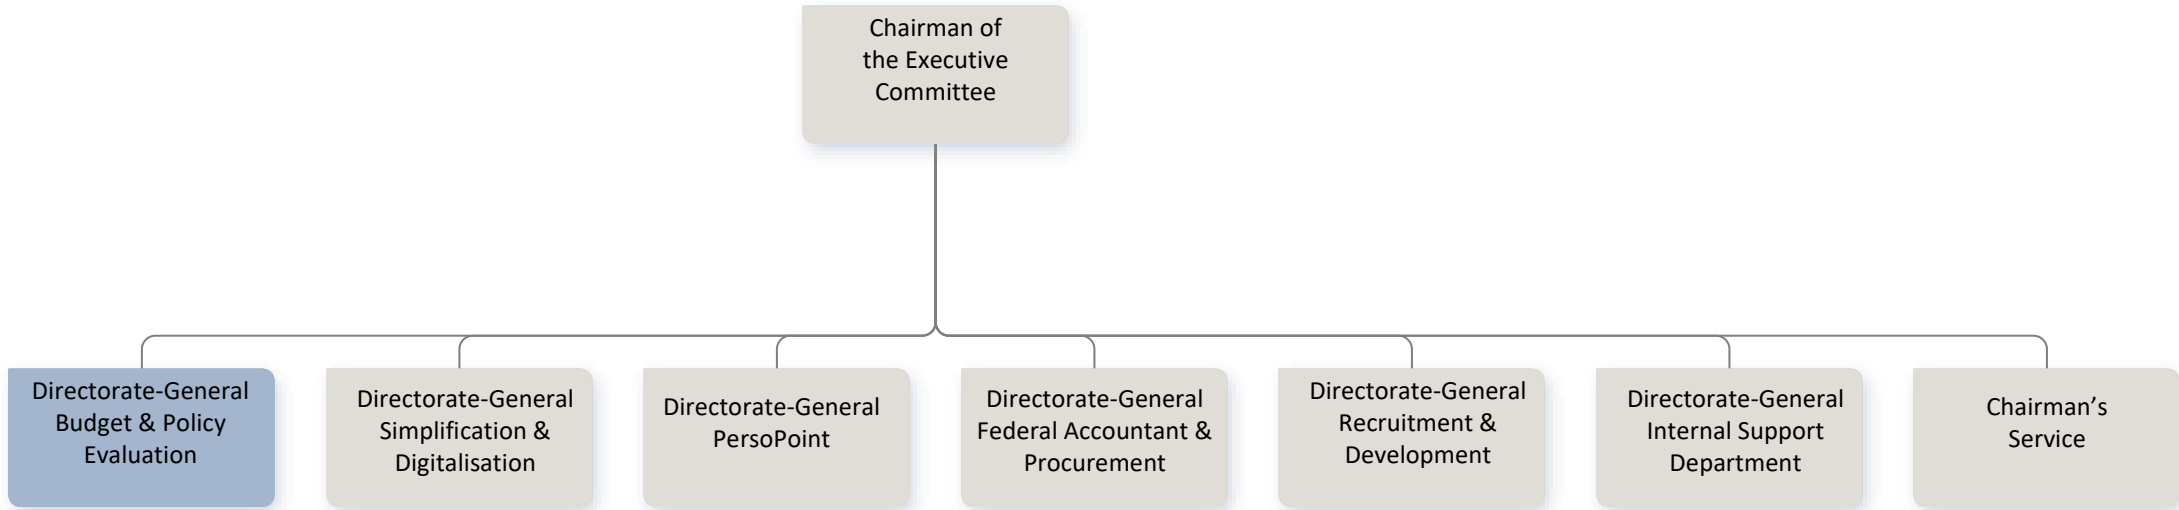 Chairman of
the Executive
Committee
Directorate-General
Budget & Policy
Evaluation
Directorate-General
Simplification &
Digitalisation
Directorate-General
PersoPoint
Directorate-General
Federal Accountant &
Procurement
Directorate-General
Recruitment &
Development
Directorate-General
Internal Support
Department
Chairman’s
Service